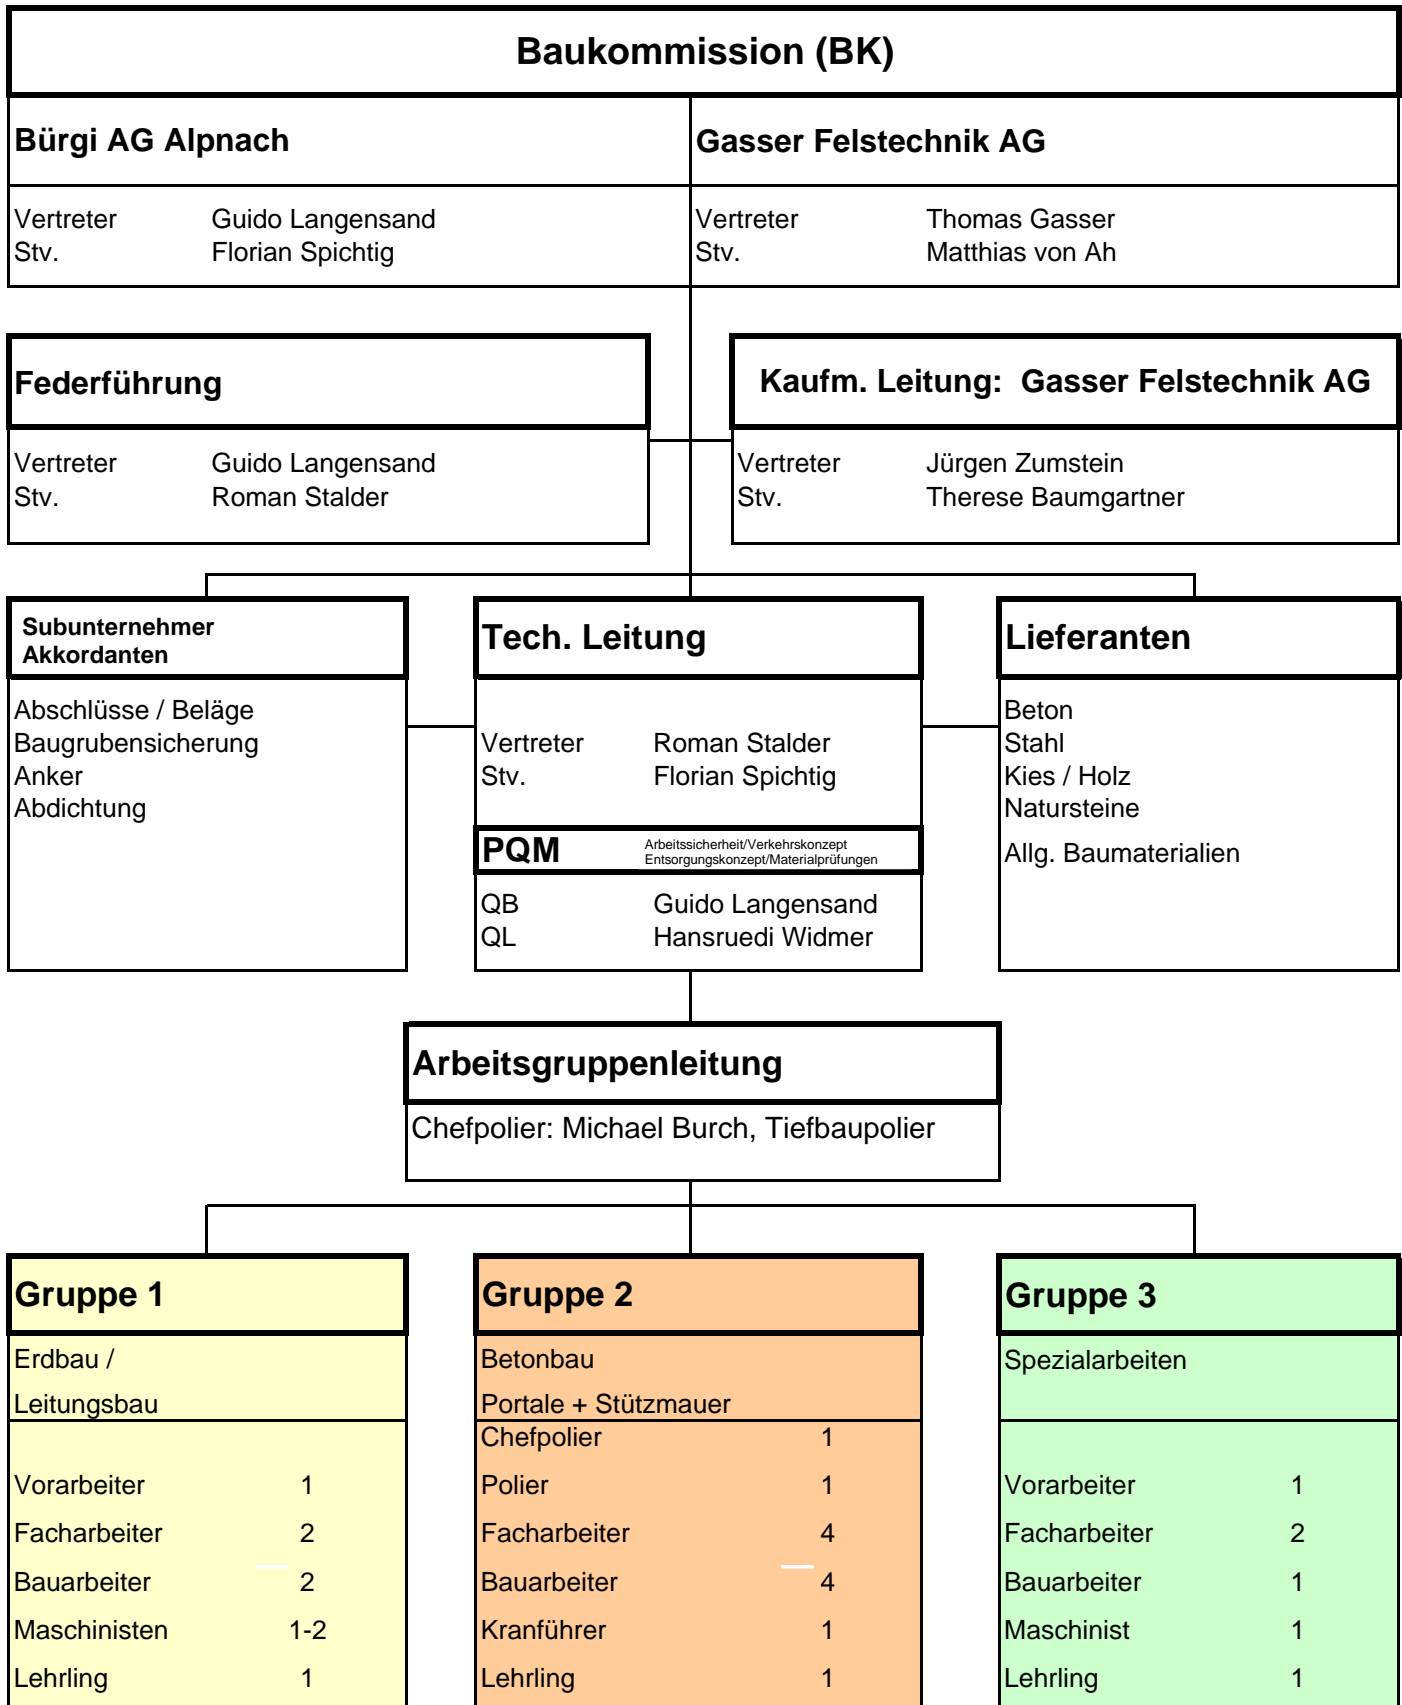 Baukommission (BK)
Bürgi AG Alpnach
Vertreter Guido Langensand
Stv. Florian Spichtig
Gasser Felstechnik AG
Vertreter Thomas Gasser
Stv. Matthias von Ah
Federführung
Vertreter Guido Langensand
Stv. Roman Stalder
Kaufm. Leitung: Gasser Felstechnik AG
Vertreter Jürgen Zumstein
Stv. Therese Baumgartner
Subunternehmer
Akkordanten
Abschlüsse / Beläge
Baugrubensicherung
Anker
Abdichtung
Tech. Leitung
Vertreter Roman Stalder
Stv. Florian Spichtig
PQM
Arbeitssicherheit/Verkehrskonzept
Entsorgungskonzept/Materialprüfungen
QB Guido Langensand
QL Hansruedi Widmer
Lieferanten
Beton
Stahl
Kies / Holz
Natursteine
Allg. Baumaterialien
Arbeitsgruppenleitung
Chefpolier: Michael Burch, Tiefbaupolier
Gruppe 1
Erdbau /
Leitungsbau
Vorarbeiter 1
Facharbeiter 2
Bauarbeiter 2
Maschinisten 1-2
Lehrling 1
Gruppe 2
Betonbau
Portale + Stützmauer
Chefpolier 1
Polier 1
Facharbeiter 4
Bauarbeiter 4
Kranführer 1
Lehrling 1
Gruppe 3
Spezialarbeiten
Vorarbeiter 1
Facharbeiter 2
Bauarbeiter 1
Maschinist 1
Lehrling 1